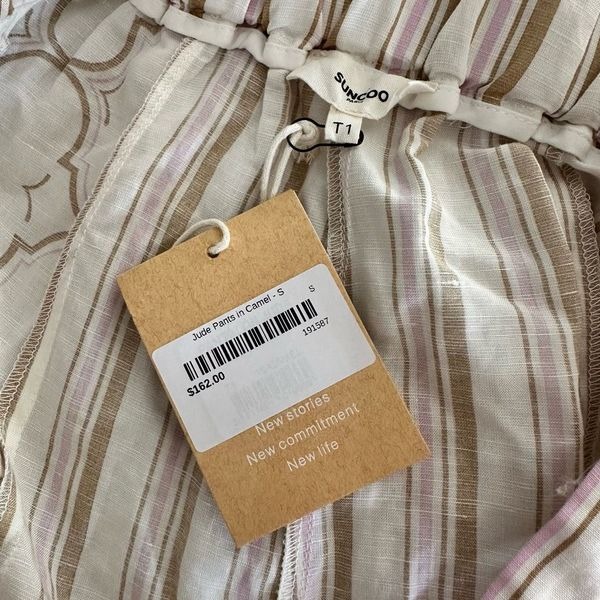 SUNCOO
PARIS
T1
Jude Pants in Camel - S
S
191587
$162.00
New stories
New commitment
New life